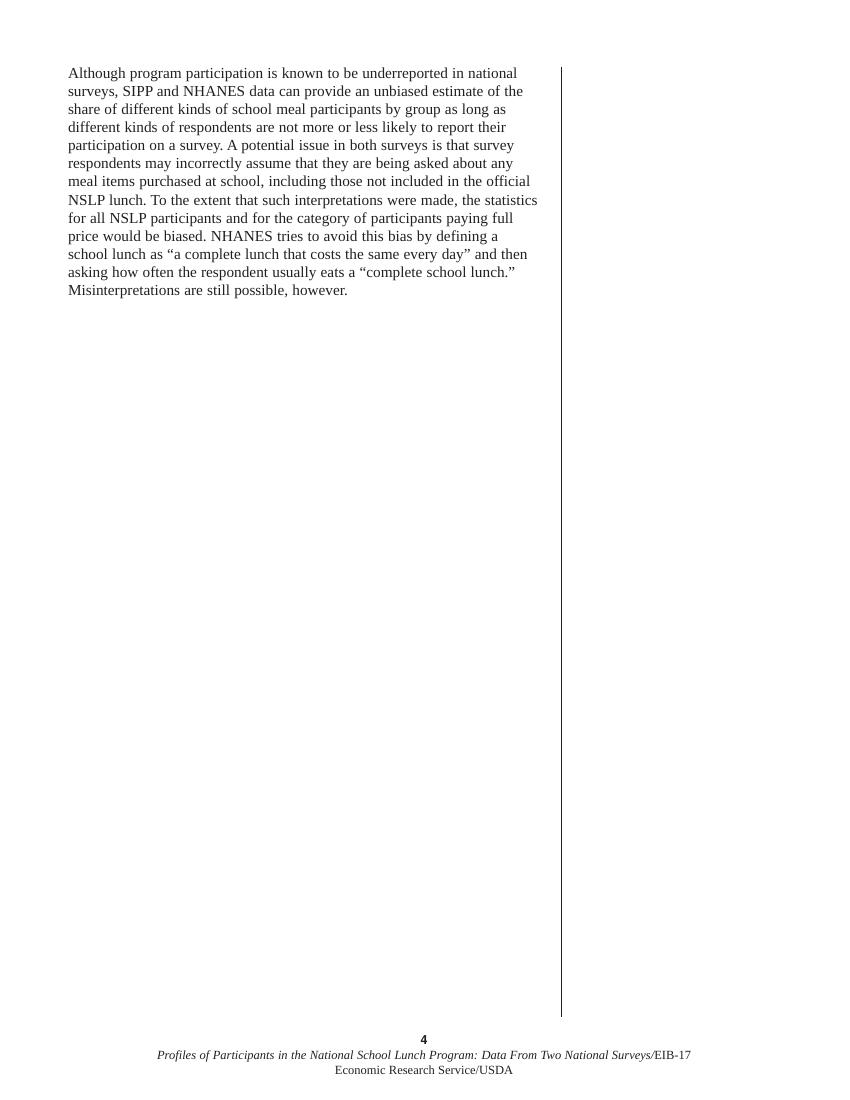 Although program participation is known to be underreported in national
surveys, SIPP and NHANES data can provide an unbiased estimate of the
share of different kinds of school meal participants by group as long as
different kinds of respondents are not more or less likely to report their
participation on a survey. A potential issue in both surveys is that survey
respondents may incorrectly assume that they are being asked about any
meal items purchased at school, including those not included in the official
NSLP lunch. To the extent that such interpretations were made, the statistics
for all NSLP participants and for the category of participants paying full
price would be biased. NHANES tries to avoid this bias by defining a
school lunch as “a complete lunch that costs the same every day” and then
asking how often the respondent usually eats a “complete school lunch.”
Misinterpretations are still possible, however.
4
Profiles of Participants in the National School Lunch Program: Data From Two National Surveys/EIB-17
Economic Research Service/USDA